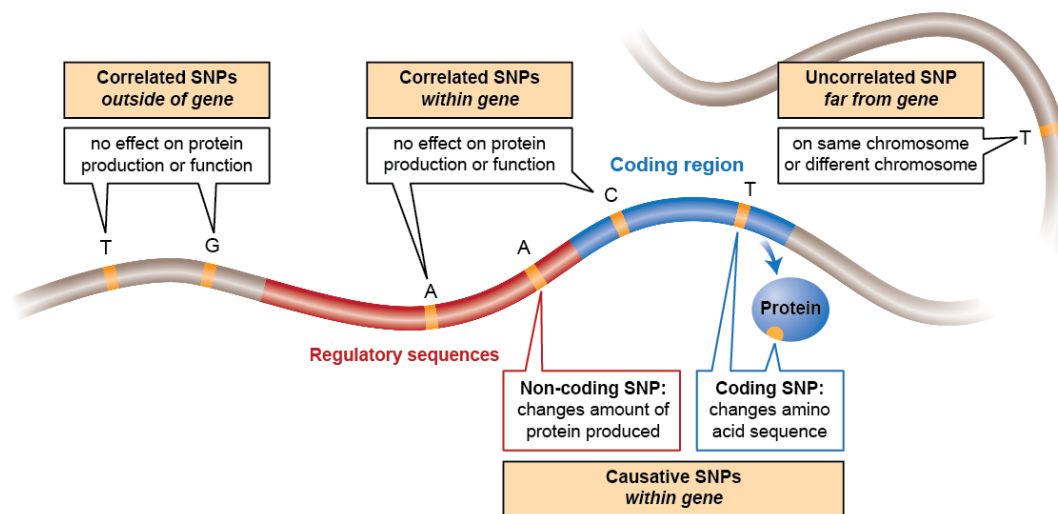 Correlated SNPs
outside of gene
no effect on protein
production or function
T
G
Correlated SNPs
within gene
no effect on protein
production or function
Coding region
C
T
A
A
Uncorrelated SNP
far from gene
on same chromosome
or different chromosome
T
Regulatory sequences
Protein
Non-coding SNP:
changes amount of
protein produced
Coding SNP:
changes amino
acid sequence
Causative SNPs
within gene